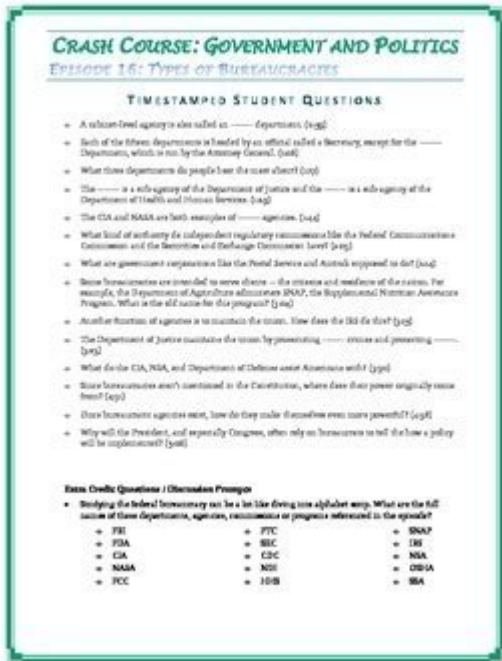 CRASH COURSE: GOVERNMENT AND POLITICS
EPISODE 16: TYPES OF BUREAUCRACIES
TIMESTAMPED STUDENT QUESTIONS
A cabinet-level agency is also called an ------ department.
Each of the fifteen departments is headed by an official called a Secretary, except for the ------
Department, which is run by the Attorney General.
What three departments do people hear the most about?
The ------ is a sub-agency of the Department of Justice and the ------ is a sub-agency of the
Department of Health and Human Services.
The CIA and NASA are both examples of ------ agencies.
What kind of authority do independent regulatory commissions like the Federal Communications
Commission and the Securities and Exchange Commission have?
What are government corporations like the Postal Service and Amtrak supposed to do?
Some bureaucracies are intended to serve clients – the citizens and residents of the nation. For
example, the Department of Agriculture administers SNAP, the Supplemental Nutrition Assistance
Program. What is the old name for this program?
Another function of agencies is to maintain the union. How does the IRS do this?
The Department of Justice maintains the union by prosecuting ------ crimes and protecting ------.
What do the CIA, NSA, and Department of Defense assist Americans with?
Since bureaucracies aren't mentioned in the Constitution, where does their power originally come
from?
Once bureaucratic agencies exist, how do they make themselves even more powerful?
Why will the President, and especially Congress, often rely on bureaucrats to tell the how a policy
will be implemented?
Extra Credit Questions / Discussion Prompts
Studying the federal bureaucracy can be a lot like diving into alphabet soup. What are the full
names of these departments, agencies, commissions or programs referenced in the episode?
FBI FTC SNAP
FDA SEC IRS
CIA CDC NSA
NASA OSHA
FCC SSA